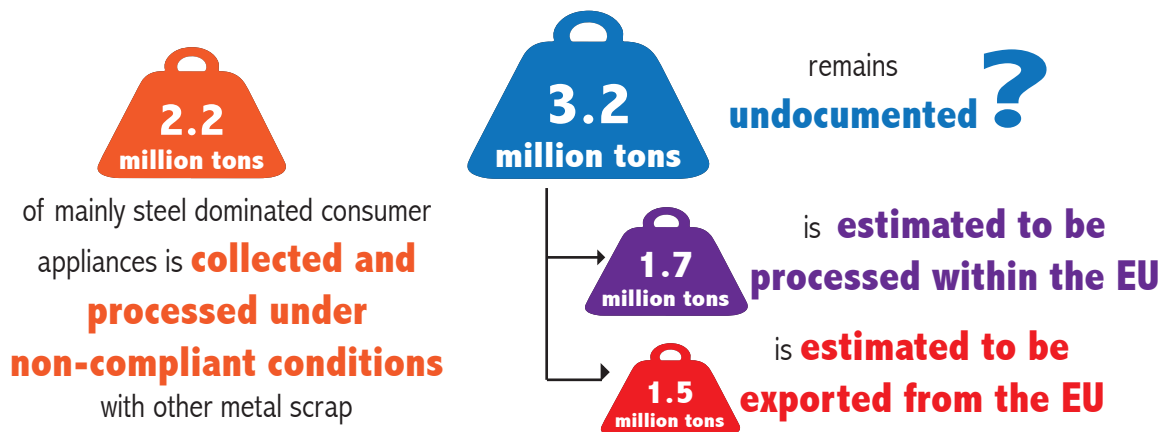 2.2
million tons
of mainly steel dominated consumer
appliances is collected and
processed under
non-compliant conditions
with other metal scrap
3.2
million tons
remains
undocumented ?
1.7
million tons
is estimated to be
processed within the EU
1.5
million tons
is estimated to be
exported from the EU